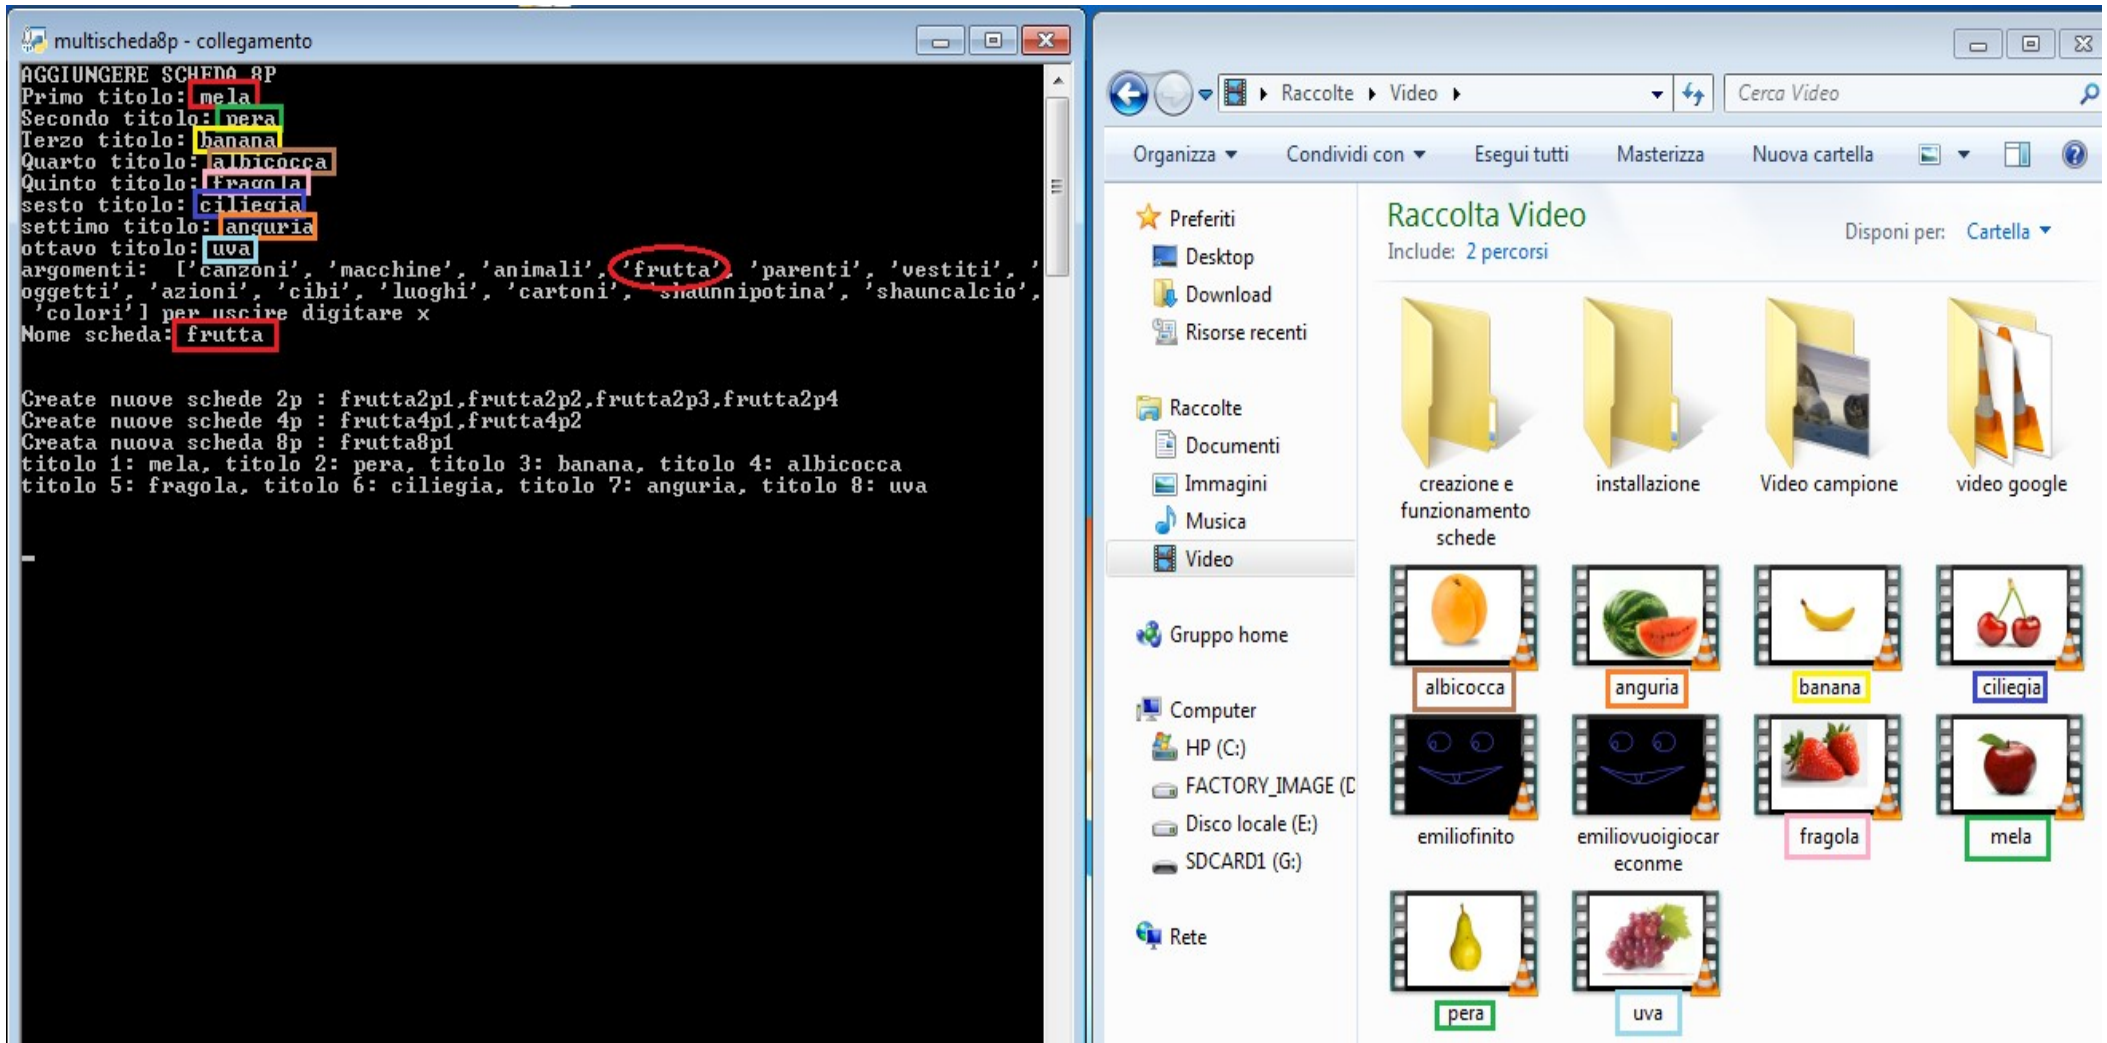 multischeda8p - collegamento
AGGIUNGERE SCHEDA 8P
Primo titolo: mela
Secondo titolo: pera
Terzo titolo: banana
Quarto titolo: albicocca
Quinto titolo: fragola
sesto titolo: ciliegia
settimo titolo: anguria
ottavo titolo: uva
argomenti:  ['canzoni', 'macchine', 'animali', 'frutta', 'parenti', 'vestiti', '
oggetti', 'azioni', 'cibi', 'luoghi', 'cartoni', 'shaunnipotina', 'shauncalcio',
 'colori'] per uscire digitare x
Nome scheda: frutta
Create nuove schede 2p : frutta2p1,frutta2p2,frutta2p3,frutta2p4
Create nuove schede 4p : frutta4p1,frutta4p2
Creata nuova scheda 8p : frutta8p1
titolo 1: mela, titolo 2: pera, titolo 3: banana, titolo 4: albicocca
titolo 5: fragola, titolo 6: ciliegia, titolo 7: anguria, titolo 8: uva
Raccolte Video
Cerca Video
Organizza Condividi con Esegui tutti Masterizza Nuova cartella
Preferiti
Desktop
Download
Risorse recenti
Raccolte
Documenti
Immagini
Musica
Video
Gruppo home
Computer
HP (C:)
FACTORY_IMAGE (D
Disco locale (E:)
SDCARD1 (G:)
Rete
Raccolta Video
Include: 2 percorsi
Disponi per: Cartella
creazione e
funzionamento
schede
installazione
Video campione
video google
albicocca
anguria
banana
ciliegia
emiliofinito
emiliovuoigiocar
econme
fragola
mela
pera
uva